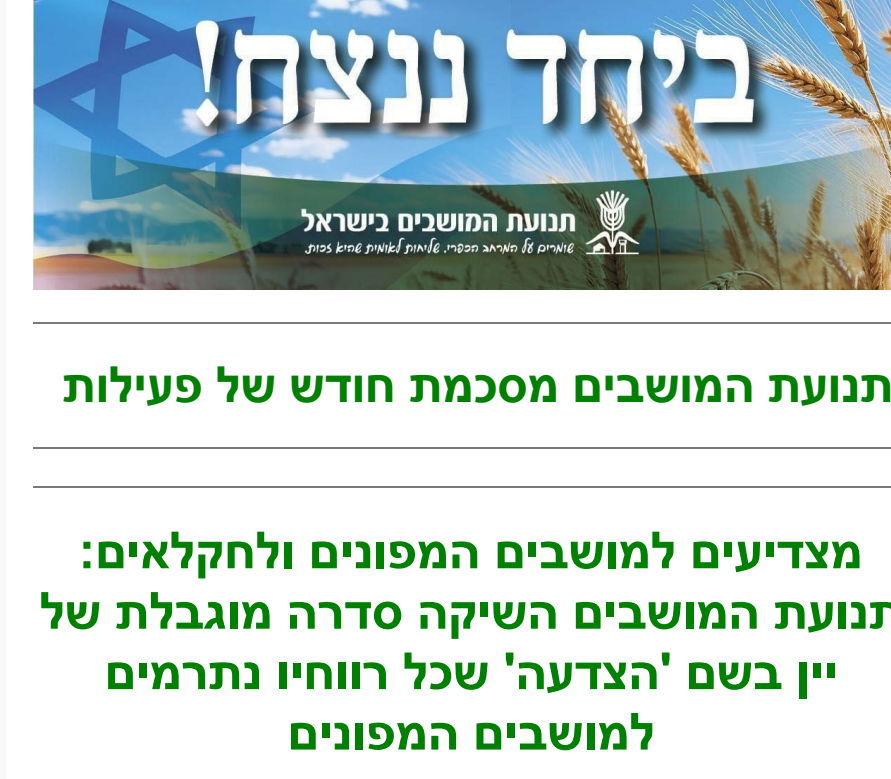 ביחד ננצח!
תנועת המושבים בישראל
שומרים על המרחב הכפרי. שליחות לאומית שהיא זכות.
תנועת המושבים מסכמת חודש של פעילות
מצדיעים למושבים המפונים ולחקלאים:
תנועת המושבים השיקה סדרה מוגבלת של
יין בשם 'הצדעה' שכל רווחיו נתרמים
למושבים המפונים